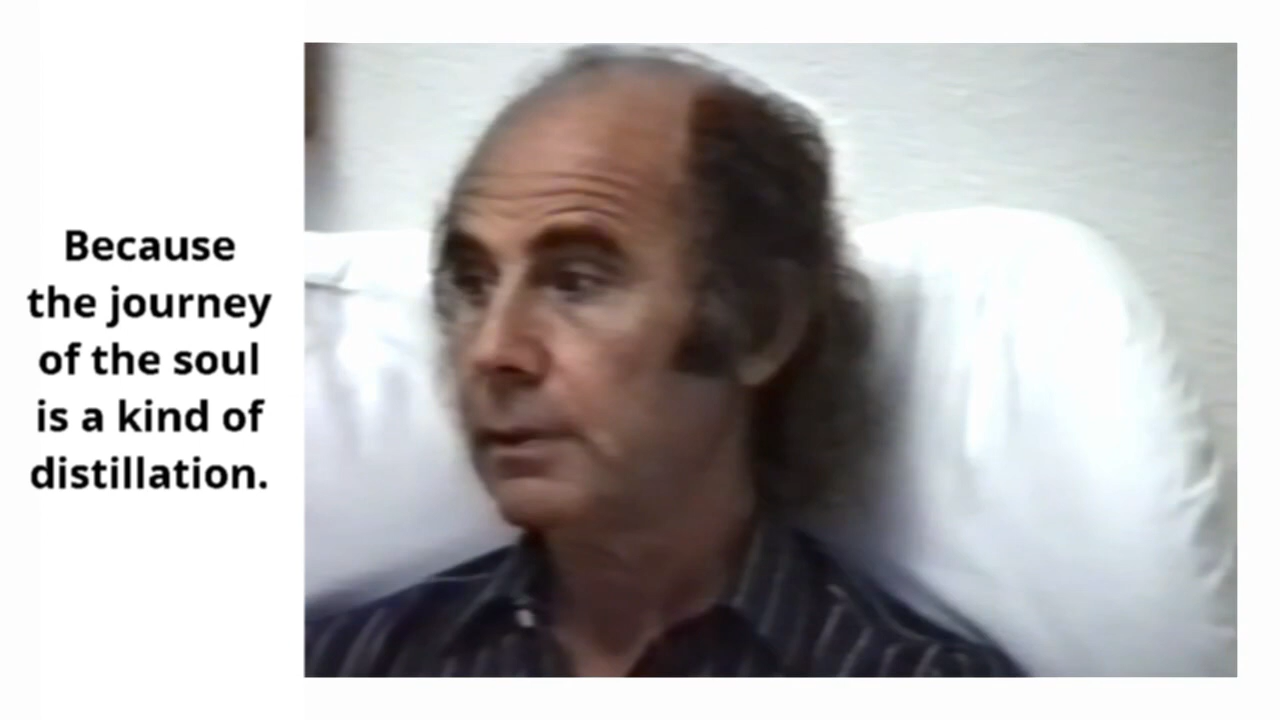 Because
the journey
of the soul
is a kind of
distillation.